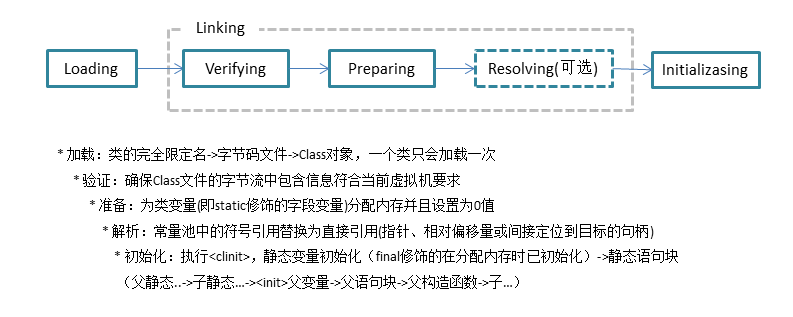 Linking
Loading
Verifying
Preparing
Resolving(可选)
Initializasing
* 加载：类的完全限定名->字节码文件->Class对象，一个类只会加载一次
* 验证：确保Class文件的字节流中包含信息符合当前虚拟机要求
* 准备：为类变量(即static修饰的字段变量)分配内存并且设置为0值
* 解析：常量池中的符号引用替换为直接引用(指针、相对偏移量或间接定位到目标的句柄)
* 初始化：执行<clinit>，静态变量初始化（final修饰的在分配内存时已初始化）->静态语句块
（父静态..->子静态...-><init>父变量->父语句块->父构造函数->子...）